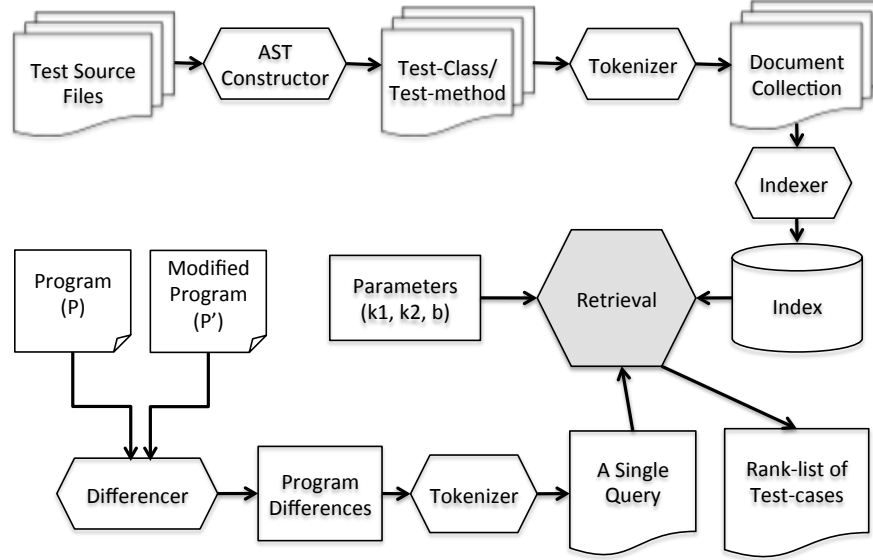 Test Source
Files
AST
Constructor
Test-Class/
Test-method
Tokenizer
Document
Collection
Indexer
Program
(P)
Modified
Program
(P’)
Parameters
(k1, k2, b)
Retrieval
Index
Differencer
Program
Differences
Tokenizer
A Single
Query
Rank-list of
Test-cases